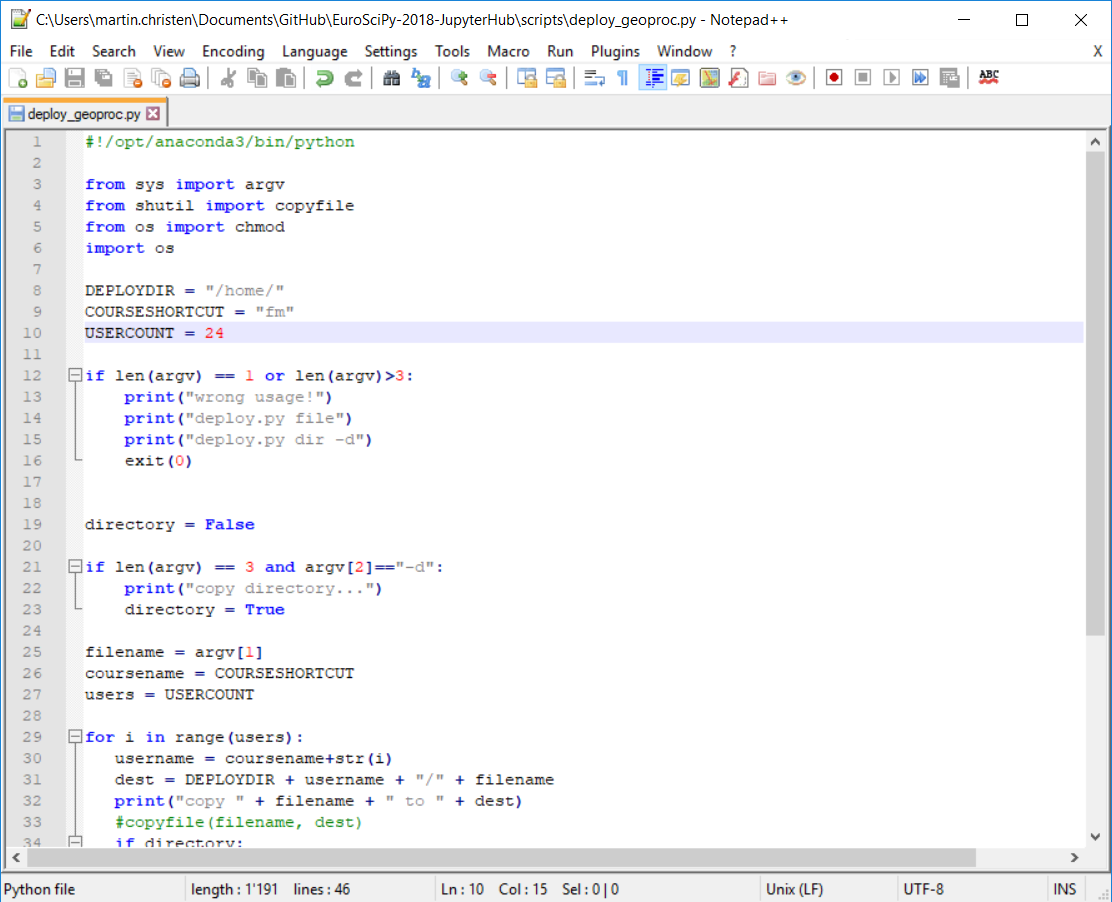 C:\Users\martin.christen\Documents\GitHub\EuroSciPy-2018-JupyterHub\scripts\deploy_geoproc.py - Notepad++
File Edit Search View Encoding Language Settings Tools Macro Run Plugins Window ? X
ABC
deploy_geoproc.py
1 #!/opt/anaconda3/bin/python
2
3 from sys import argv
4 from shutil import copyfile
5 from os import chmod
6 import os
7
8 DEPLOYDIR = "/home/"
9 COURSESHORTCUT = "fm"
10 USERCOUNT = 24
11
12 if len(argv) == 1 or len(argv)>3:
13     print("wrong usage!")
14     print("deploy.py file")
15     print("deploy.py dir -d")
16     exit(0)
17
18
19 directory = False
20
21 if len(argv) == 3 and argv[2]=="-d":
22     print("copy directory...")
23     directory = True
24
25 filename = argv[1]
26 coursename = COURSESHORTCUT
27 users = USERCOUNT
28
29 for i in range(users):
30    username = coursename+str(i)
31    dest = DEPLOYDIR + username + "/" + filename
32    print("copy " + filename + " to " + dest)
33    #copyfile(filename, dest)
34    if directory:
Python file length : 1'191 lines : 46 Ln : 10 Col : 15 Sel : 0 | 0 Unix (LF) UTF-8 INS